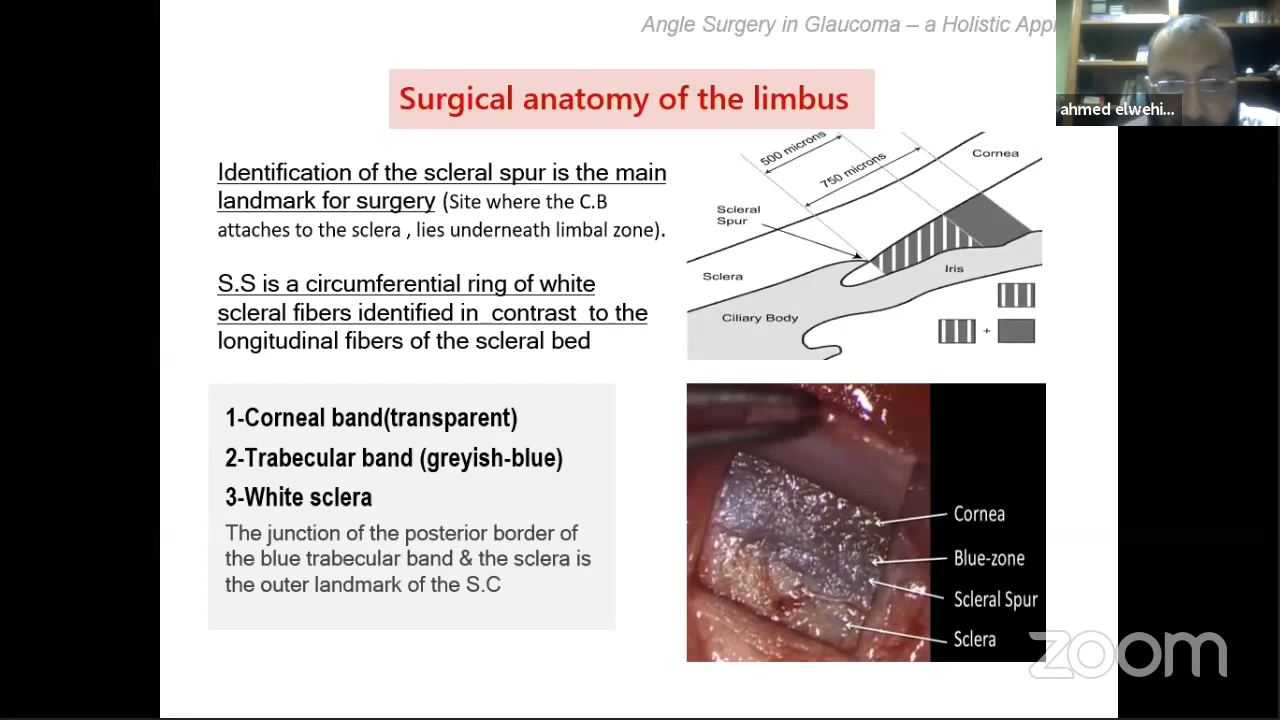 Angle Surgery in Glaucoma – a Holistic App
ahmed elwehi...
Surgical anatomy of the limbus
Identification of the scleral spur is the main
landmark for surgery (Site where the C.B
attaches to the sclera , lies underneath limbal zone).
S.S is a circumferential ring of white
scleral fibers identified in contrast to the
longitudinal fibers of the scleral bed
1-Corneal band(transparent)
2-Trabecular band (greyish-blue)
3-White sclera
The junction of the posterior border of
the blue trabecular band & the sclera is
the outer landmark of the S.C
500 microns
750 microns
Cornea
Scleral
Spur
Sclera
Iris
Ciliary Body
+
Cornea
Blue-zone
Scleral Spur
Sclera
zoom